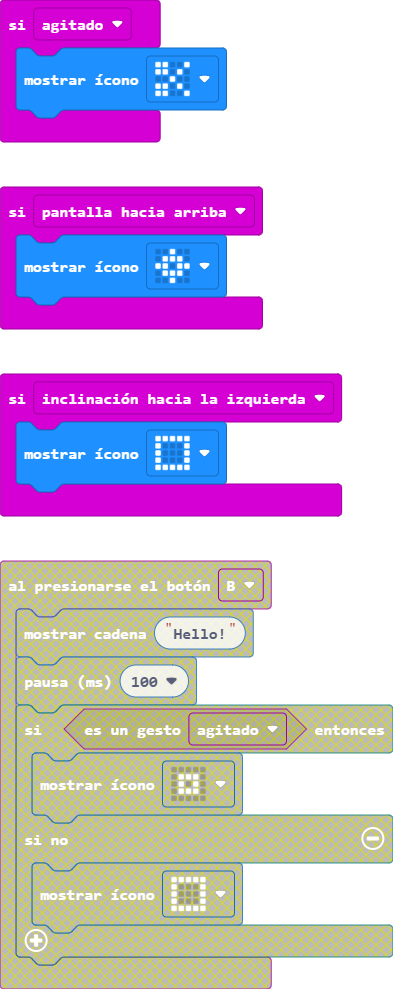 si agitado
mostrar ícono
si pantalla hacia arriba
mostrar ícono
si inclinación hacia la izquierda
mostrar ícono
al presionarse el botón B
mostrar cadena "Hello!"
pausa (ms) 100
si es un gesto agitado entonces
mostrar ícono
si no
mostrar ícono